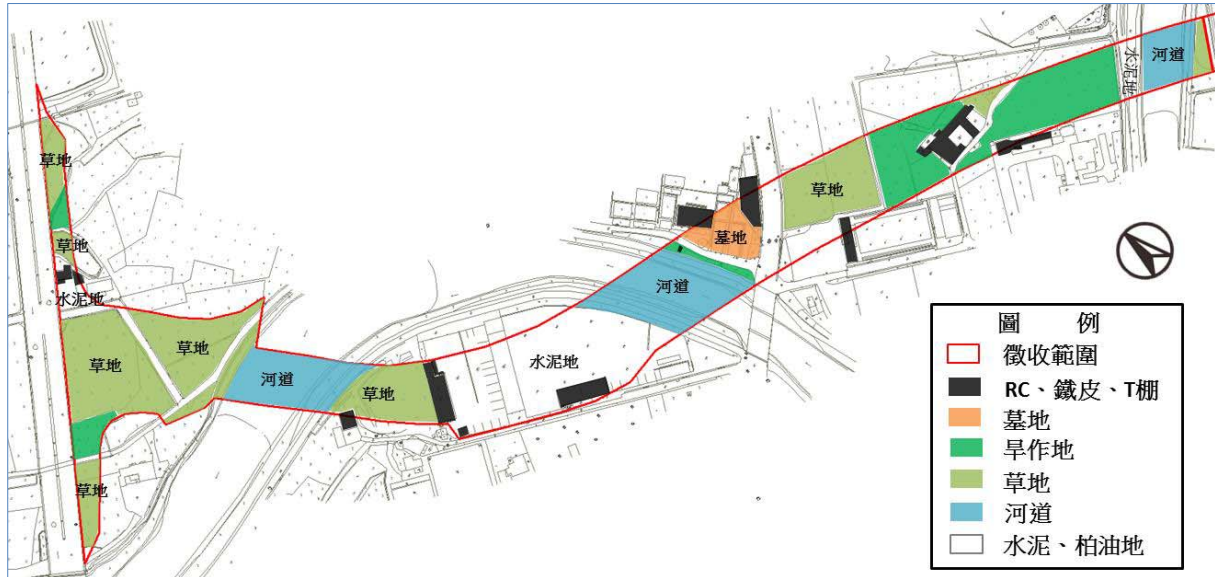 草地
草地
水泥地
草地
草地
草地
河道
草地
水泥地
河道
墓地
草地
水泥地
河道
圖 例
徵收範圍
RC、鐵皮、T棚
墓地
旱作地
草地
河道
水泥、柏油地